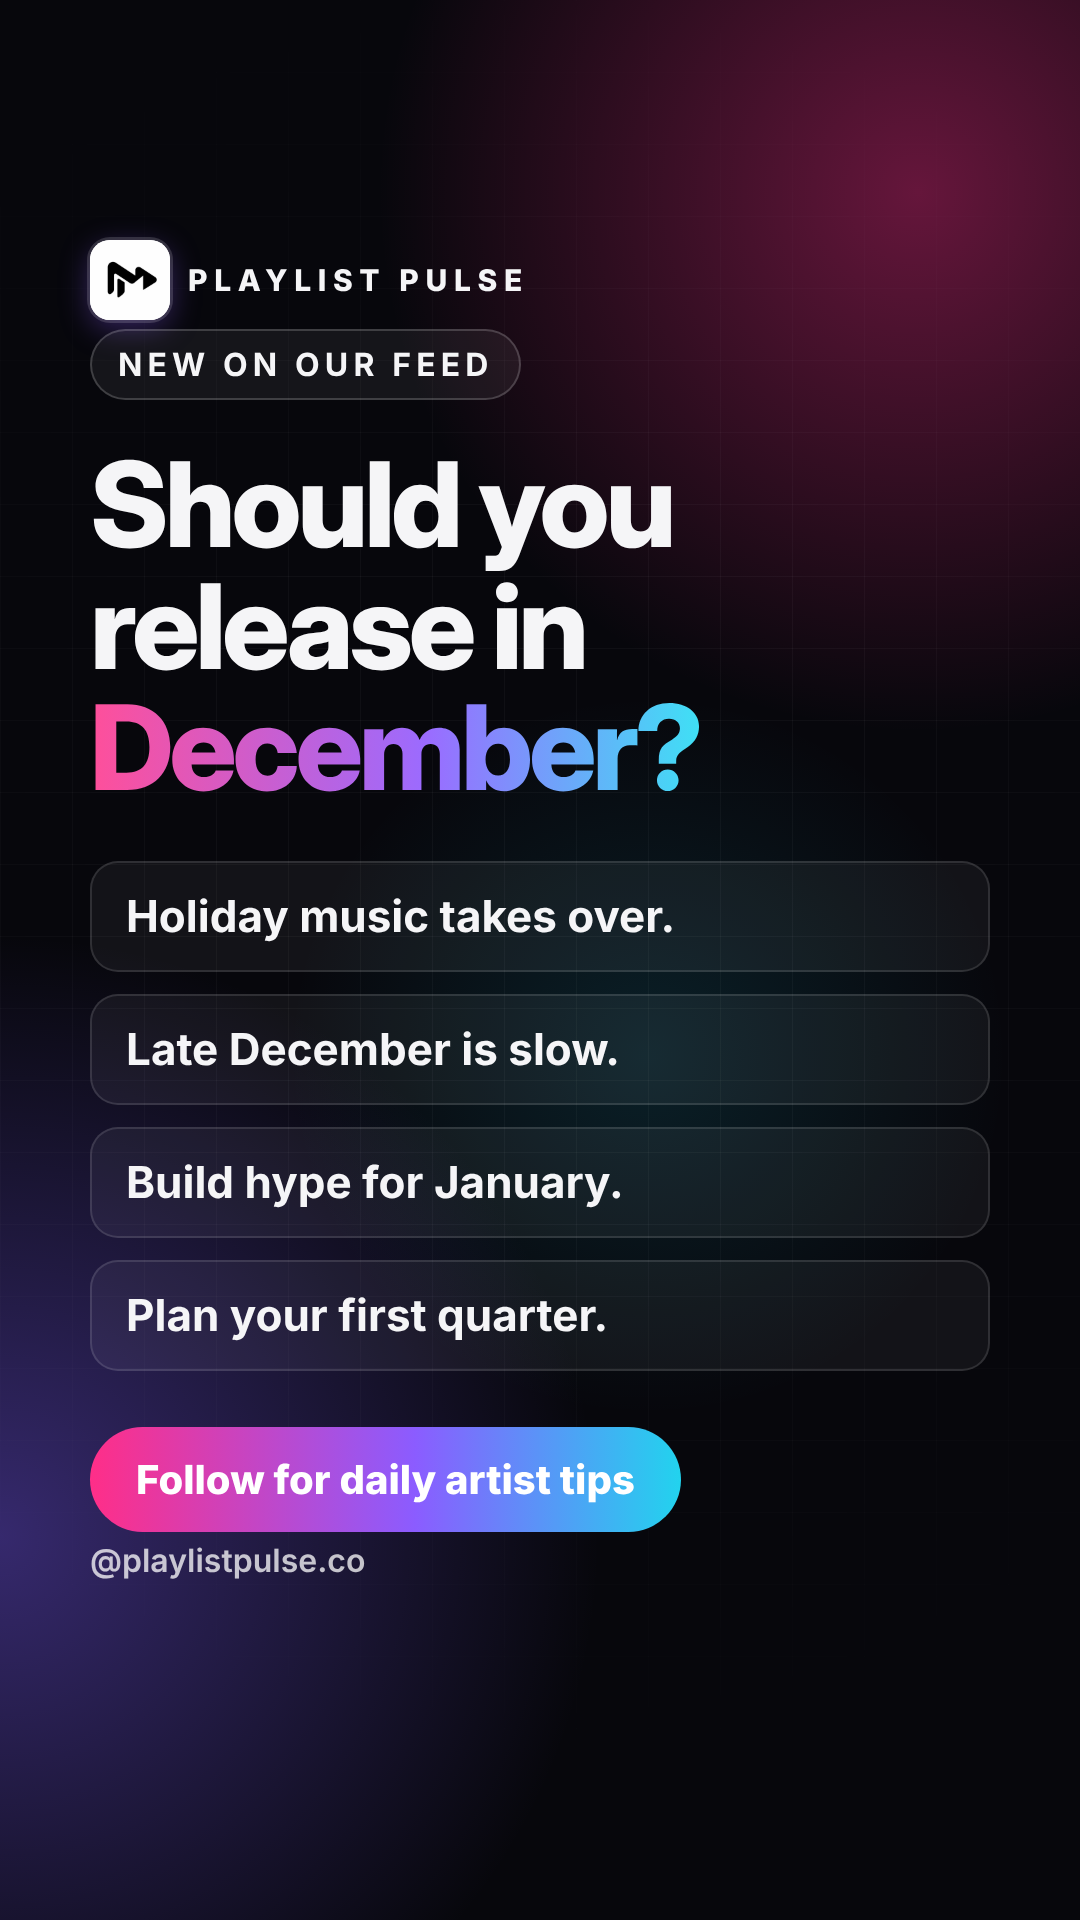 PLAYLIST PULSE
NEW ON OUR FEED
Should you
release in
December?
Holiday music takes over.
Late December is slow.
Build hype for January.
Plan your first quarter.
Follow for daily artist tips
@playlistpulse.co